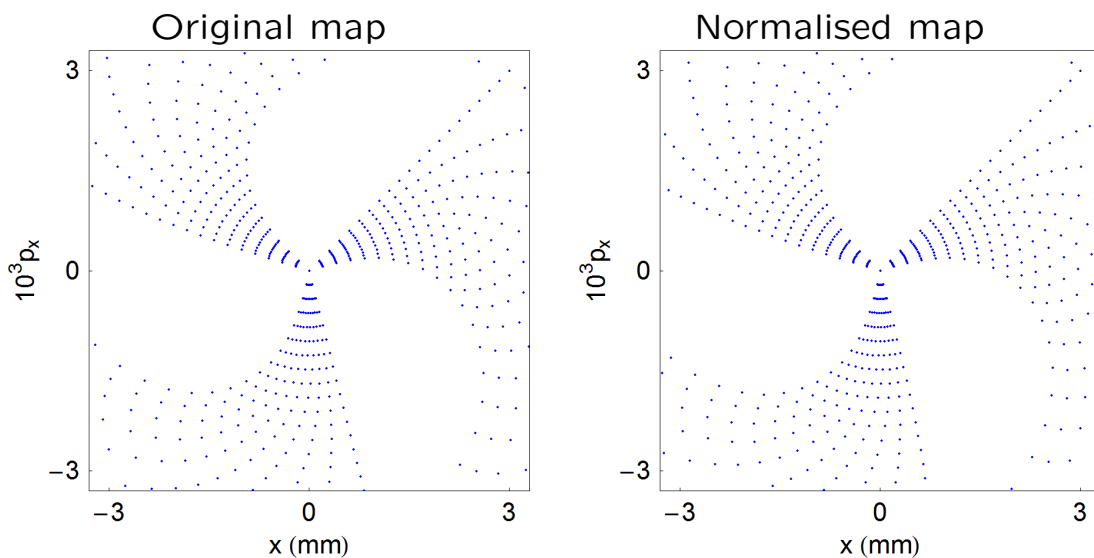 Original map
Normalised map
3
0
−3
10³pₓ
−3 0 3
x (mm)
3
0
−3
10³pₓ
−3 0 3
x (mm)